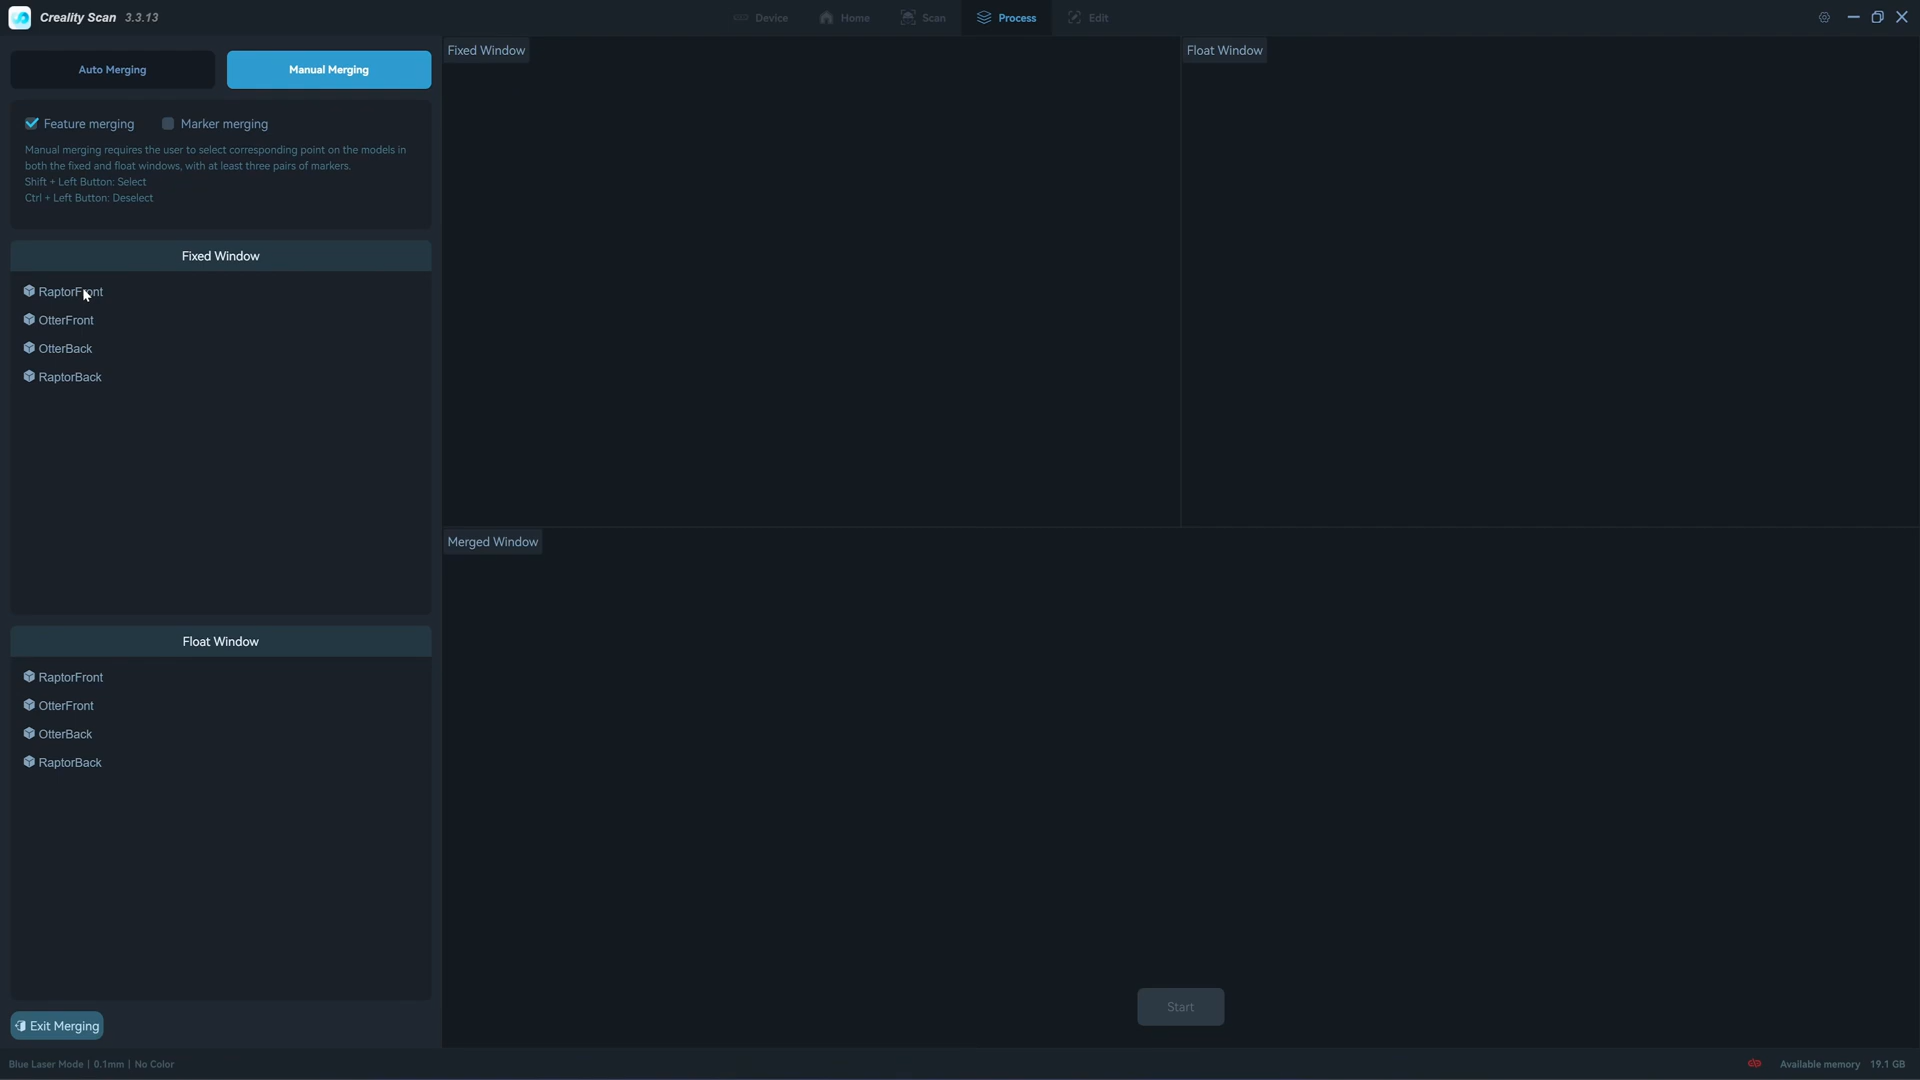 Creality Scan 3.3.13
Device Home Scan Process Edit
Auto Merging Manual Merging
Feature merging Marker merging
Manual merging requires the user to select corresponding point on the models in
both the fixed and float windows, with at least three pairs of markers.
Shift + Left Button: Select
Ctrl + Left Button: Deselect
Fixed Window
RaptorFront
OtterFront
OtterBack
RaptorBack
Float Window
RaptorFront
OtterFront
OtterBack
RaptorBack
Exit Merging
Fixed Window
Float Window
Merged Window
Start
Blue Laser Mode | 0.1mm | No Color
Available memory 19.1 GB